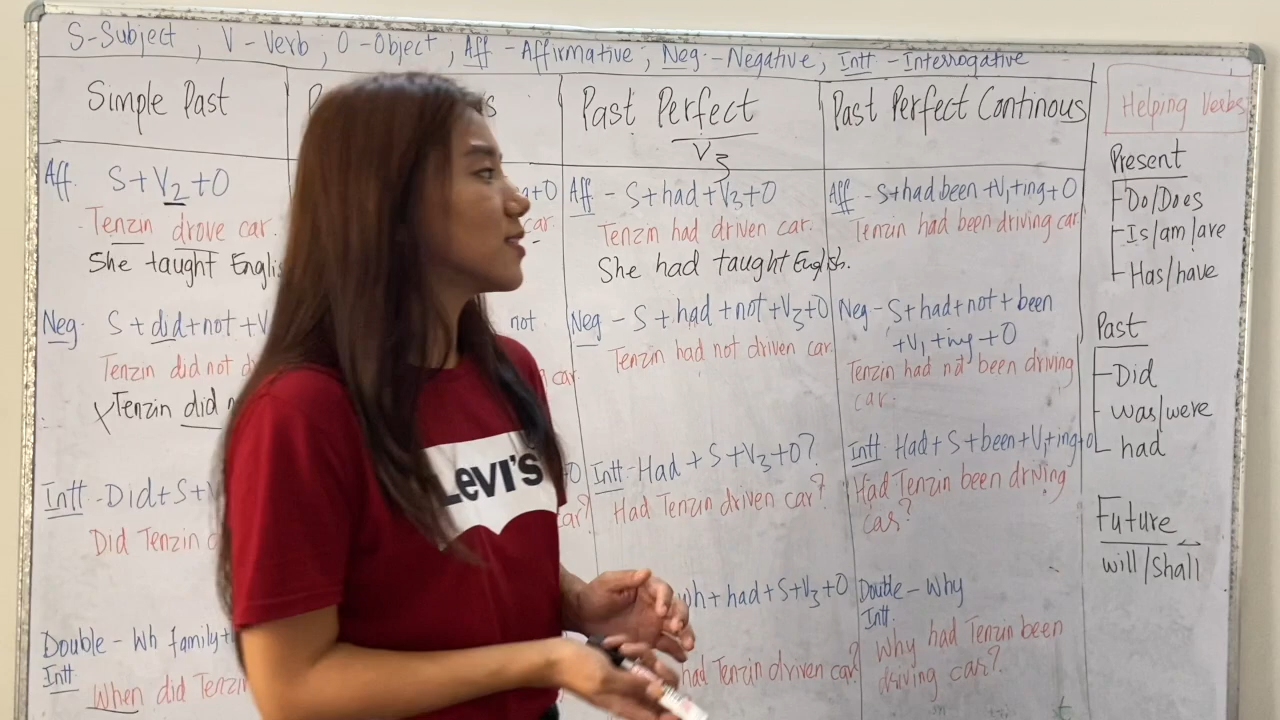 S-Subject ; V-Verb ; O-Object , Aff -Affirmative ; Neg.-Negative, Intt -Interrogative
Simple Past
Aff. S+V2+O
Tenzin drove car.
She taught English
Neg. S+did+not+V
Tenzin did not
XTenzin did
Intt -Did+S+V
Did Tenzin
Double - Wh family+
Intt
When did Tenzin
+O
car.
not
car
O
car?
Past Perfect
V3
Aff - S+had+V3+O
Tenzin had driven car.
She had taught English.
Neg - S+had+not+V3+O
Tenzin had not driven car.
Intt-Had+S+V3+O?
Had Tenzin driven car?
wh+had+S+V3+O
had Tenzin driven car?
Past Perfect Continous
Aff - S+had been+V1+ing+O
Tenzin had been driving car
Neg - S+had+not+been
+V1+ing+O
Tenzin had not been driving
car.
Intt Had+S+been+V1+ing+O
Had Tenzin been driving
car?
Double - Why
Intt.
Why had Tenzin been
driving car?
Helping Verbs
Present
Do/Does
Is/am/are
Has/have
Past
Did
was/were
had
Future
will/shall
Levi's